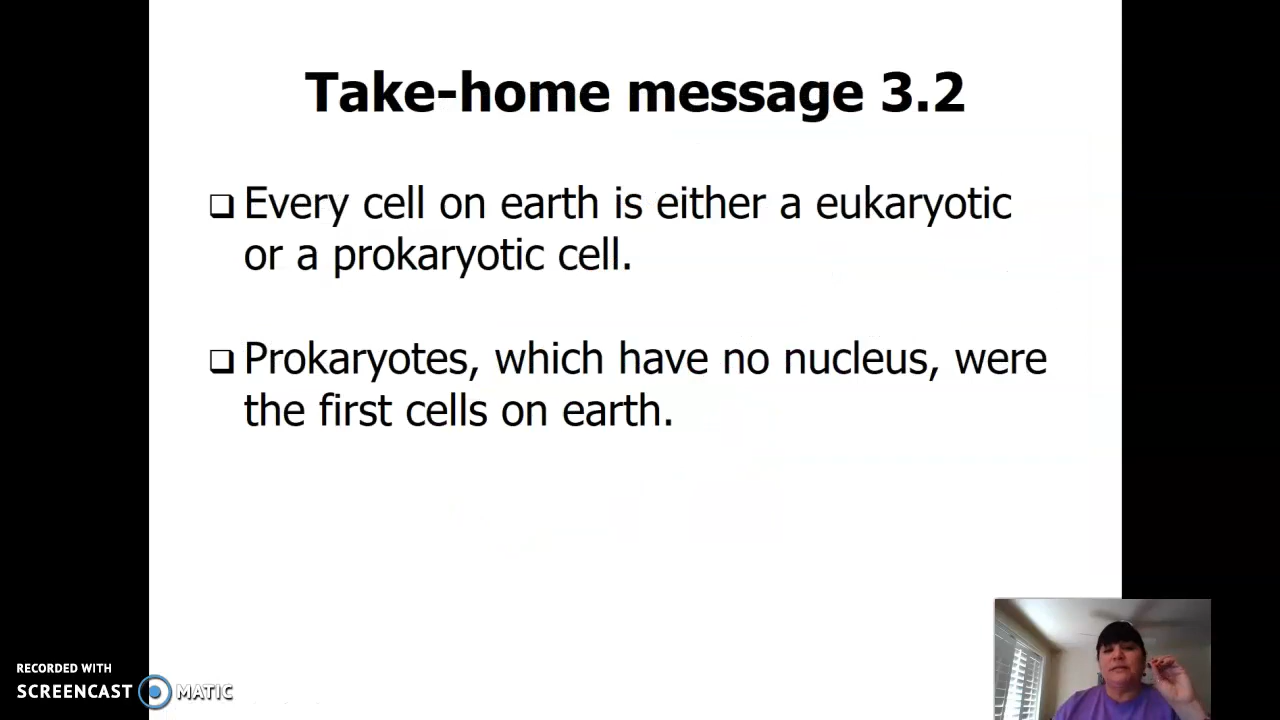 Take-home message 3.2
❑ Every cell on earth is either a eukaryotic
or a prokaryotic cell.
❑ Prokaryotes, which have no nucleus, were
the first cells on earth.
RECORDED WITH
SCREENCAST MATIC